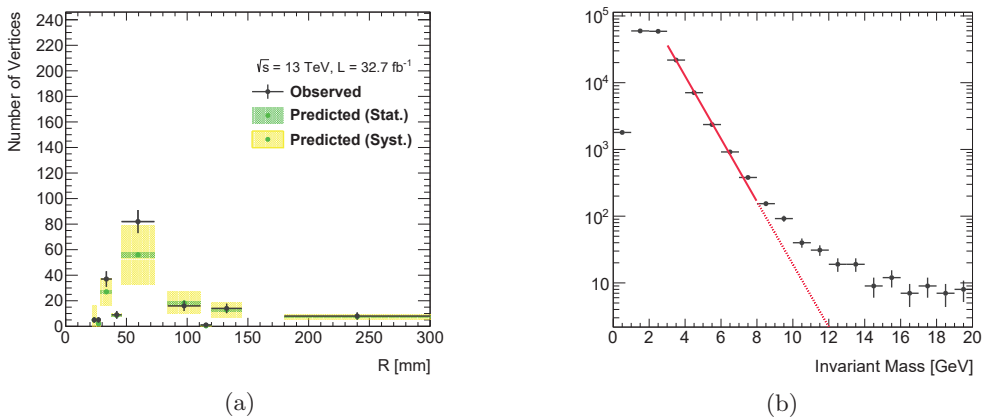 Number of Vertices
240
220
200
180
160
140
120
100
80
60
40
20
0
√s = 13 TeV, L = 32.7 fb⁻¹
Observed
Predicted (Stat.)
Predicted (Syst.)
0 50 100 150 200 250 300
R [mm]
(a)
10⁵
10⁴
10³
10²
10
0 2 4 6 8 10 12 14 16 18 20
Invariant Mass [GeV]
(b)